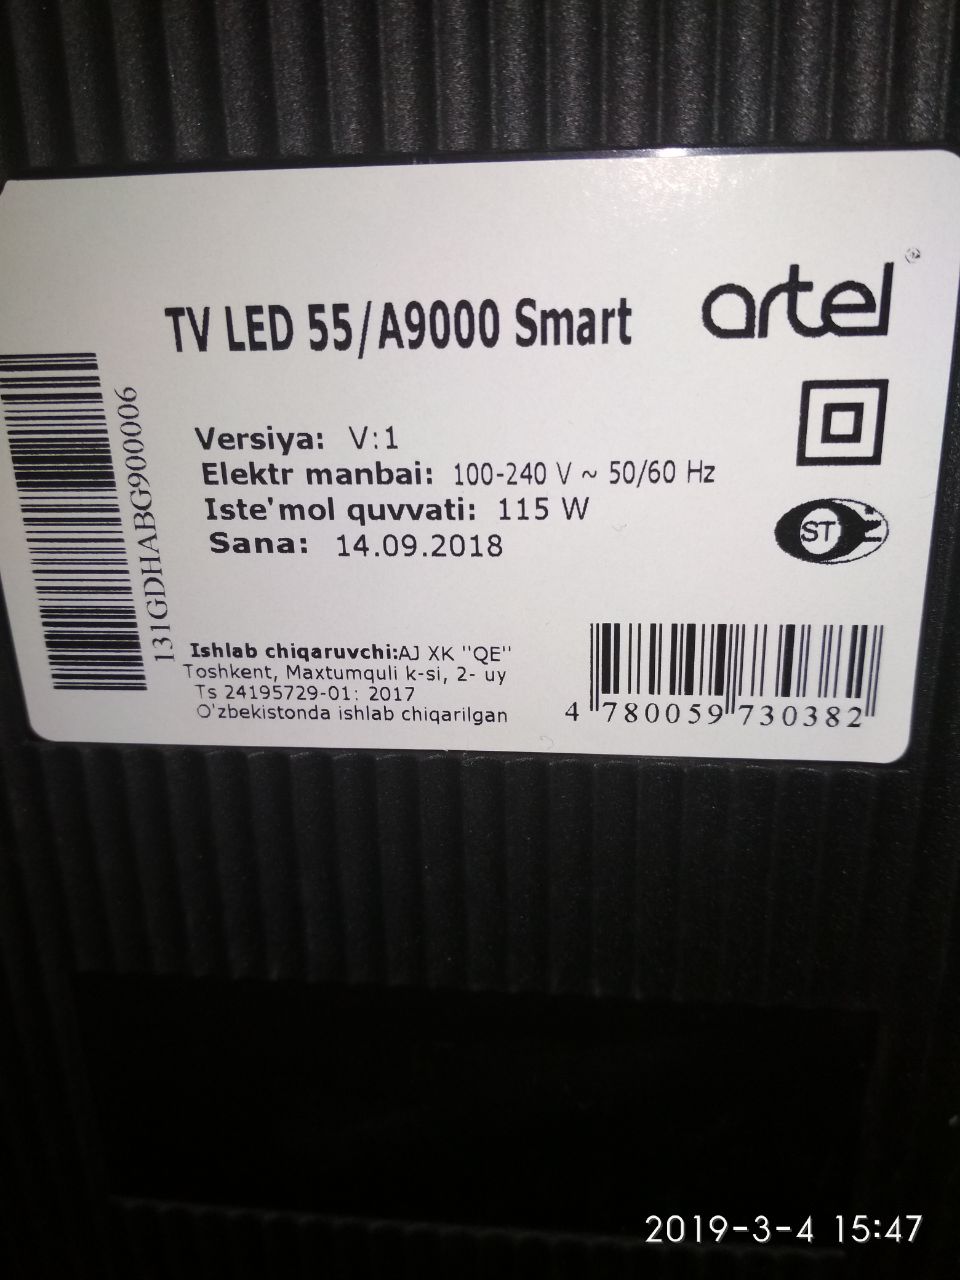 artel
TV LED 55/A9000 Smart
Versiya: V:1
Elektr manbai: 100-240 V ~ 50/60 Hz
Iste'mol quvvati: 115 W
Sana: 14.09.2018
ST
131GDHABG900006
Ishlab chiqaruvchi:AJ XK "QE"
Toshkent, Maxtumquli k-si, 2- uy
Ts 24195729-01: 2017
O'zbekistonda ishlab chiqarilgan
4 780059 730382
2019-3-4 15:47